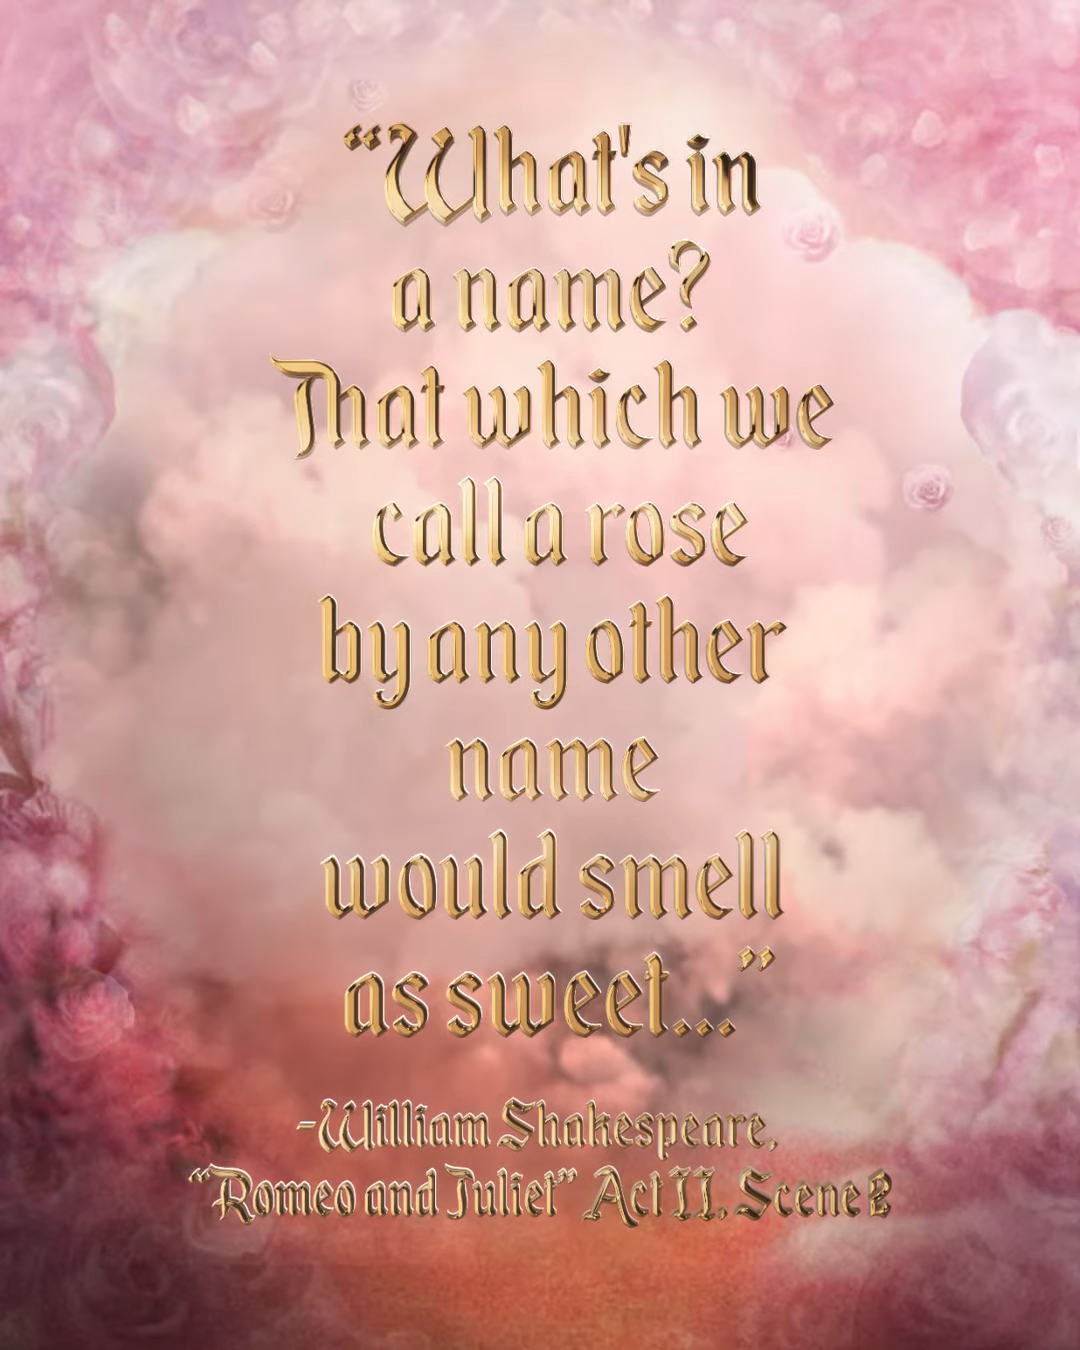 “What's in
a name?
That which we
call a rose
by any other
name
would smell
as sweet...”
-William Shakespeare,
“Romeo and Juliet” Act II, Scene 2